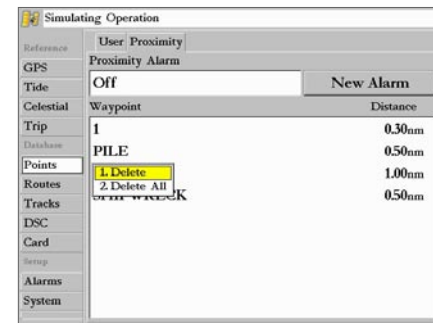 Simulating Operation
Reference
GPS
Tide
Celestial
Trip
Database
Points
Routes
Tracks
DSC
Card
Setup
Alarms
System
User Proximity
Proximity Alarm
Off New Alarm
Waypoint Distance
1 0.30nm
PILE 0.50nm
1. Delete 1.00nm
2. Delete All
WRECK 0.50nm